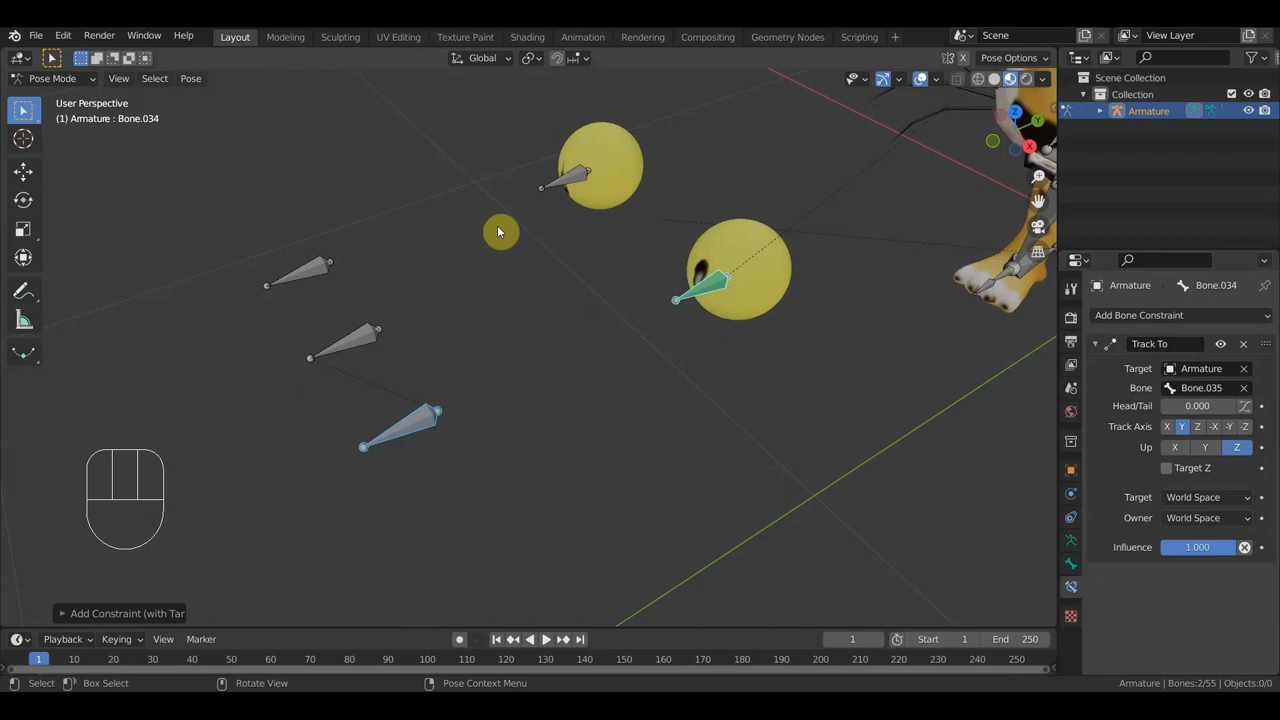 File Edit Render Window Help Layout Modeling Sculpting UV Editing Texture Paint Shading Animation Rendering Compositing Geometry Nodes Scripting + Scene View Layer
Global Pose Options
Pose Mode View Select Pose
User Perspective
(1) Armature : Bone.034
Scene Collection
Collection
Armature
Z
Y
X
Armature Bone.034
Add Bone Constraint
Track To
Target Armature
Bone Bone.035
Head/Tail 0.000
Track Axis X Y Z -X -Y -Z
Up X Y Z
Target Z
Target World Space
Owner World Space
Influence 1.000
Add Constraint (with Tar
Playback Keying View Marker 1 Start 1 End 250
1 10 20 30 40 50 60 70 80 90 100 110 120 130 140 150 160 170 180 190 200 210 220 230 240 250
Select Box Select Rotate View Pose Context Menu Armature | Bones:2/55 | Objects:0/0